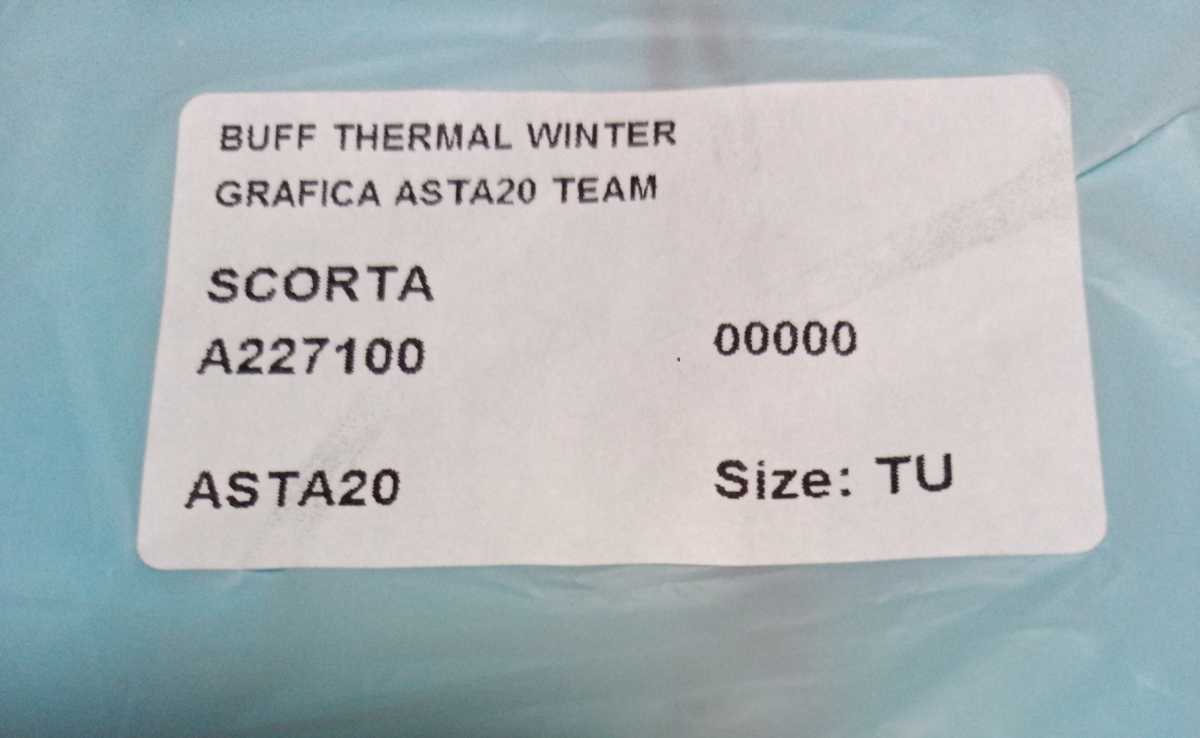 BUFF THERMAL WINTER
GRAFICA ASTA20 TEAM
SCORTA
A227100 00000
ASTA20 Size: TU